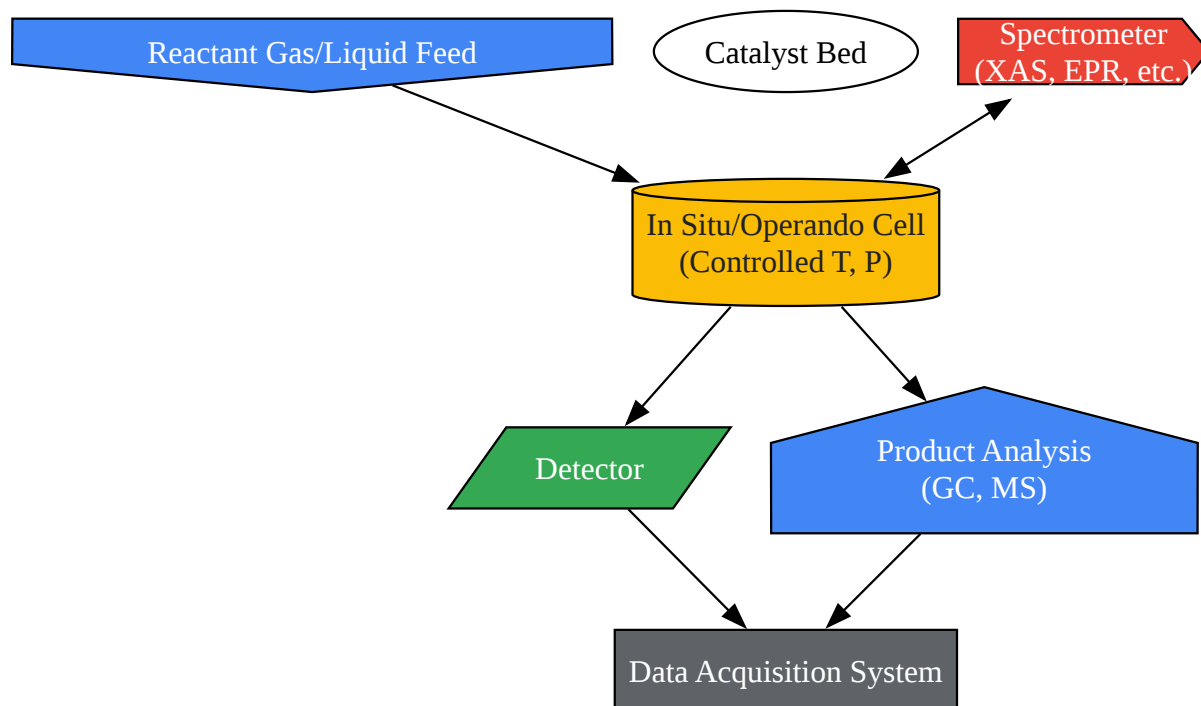 Reactant Gas/Liquid Feed
Catalyst Bed
Spectrometer
(XAS, EPR, etc.)
In Situ/Operando Cell
(Controlled T, P)
Detector
Product Analysis
(GC, MS)
Data Acquisition System